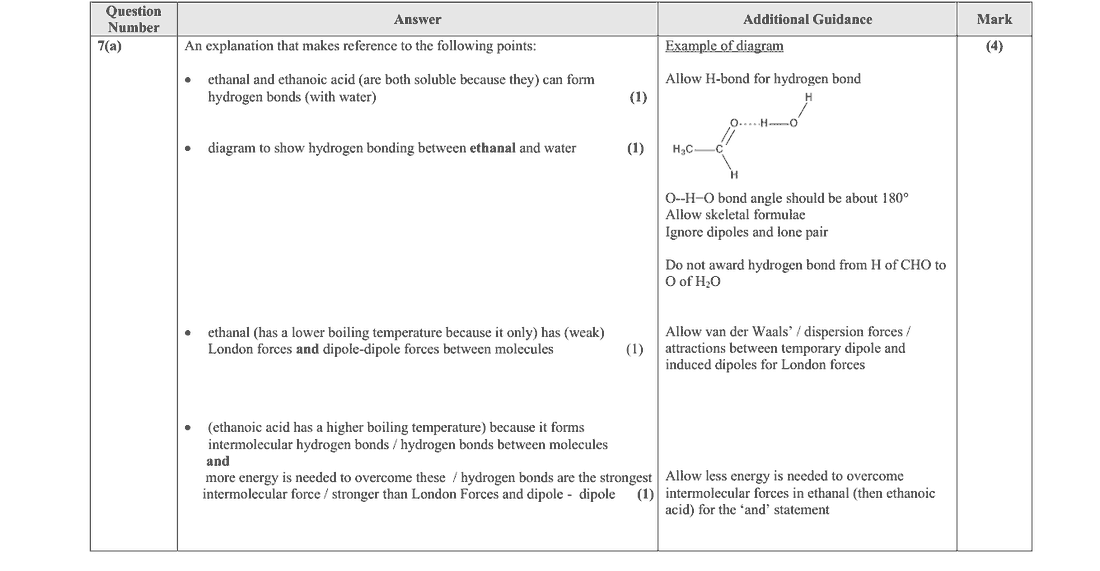 Question
Number
Answer
Additional Guidance
Mark
7(a)
An explanation that makes reference to the following points:
Example of diagram
(4)
• ethanal and ethanoic acid (are both soluble because they) can form
hydrogen bonds (with water) (1)
Allow H-bond for hydrogen bond
H
O-----H—O
H₃C—C
H
• diagram to show hydrogen bonding between ethanal and water (1)
O--H−O bond angle should be about 180°
Allow skeletal formulae
Ignore dipoles and lone pair
Do not award hydrogen bond from H of CHO to
O of H₂O
• ethanal (has a lower boiling temperature because it only) has (weak)
London forces and dipole-dipole forces between molecules (1)
Allow van der Waals' / dispersion forces /
attractions between temporary dipole and
induced dipoles for London forces
• (ethanoic acid has a higher boiling temperature) because it forms
intermolecular hydrogen bonds / hydrogen bonds between molecules
and
more energy is needed to overcome these / hydrogen bonds are the strongest
intermolecular force / stronger than London Forces and dipole - dipole (1)
Allow less energy is needed to overcome
intermolecular forces in ethanal (then ethanoic
acid) for the 'and' statement